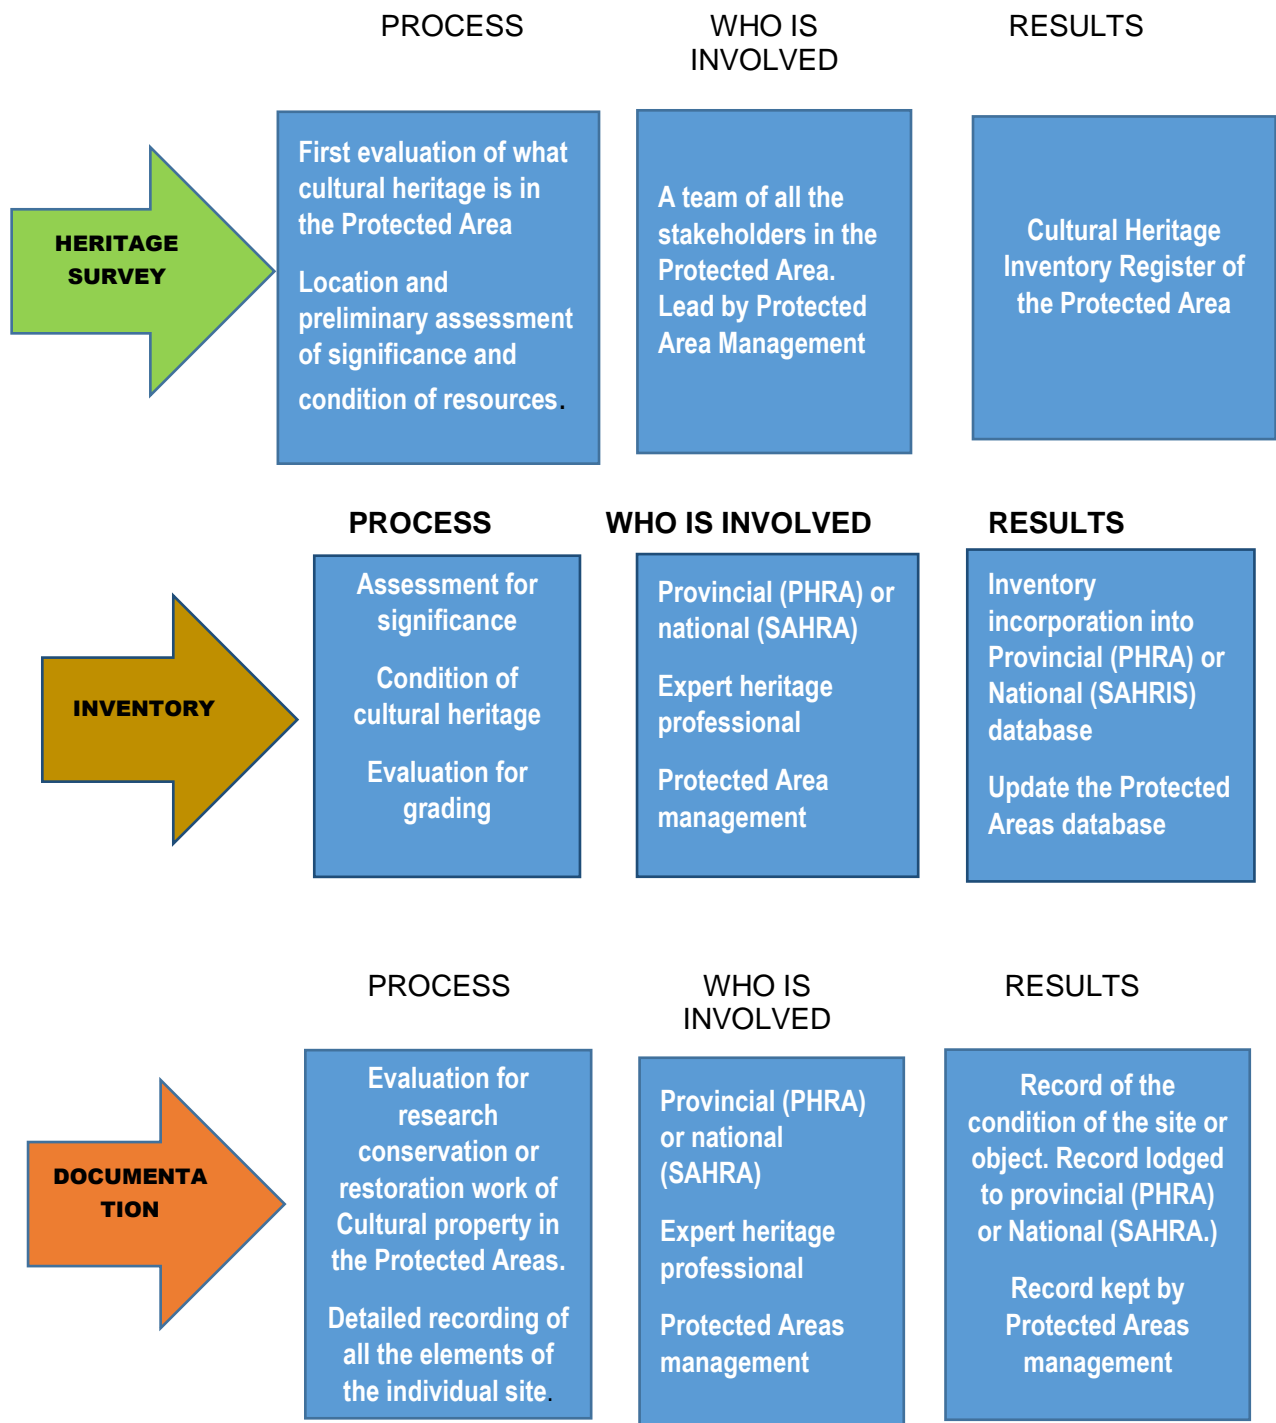 PROCESS
WHO IS
INVOLVED
RESULTS
HERITAGE
SURVEY
First evaluation of what
cultural heritage is in
the Protected Area
Location and
preliminary assessment
of significance and
condition of resources.
A team of all the
stakeholders in the
Protected Area.
Lead by Protected
Area Management
Cultural Heritage
Inventory Register of
the Protected Area
PROCESS
WHO IS INVOLVED
RESULTS
INVENTORY
Assessment for
significance
Condition of
cultural heritage
Evaluation for
grading
Provincial (PHRA) or
national (SAHRA)
Expert heritage
professional
Protected Area
management
Inventory
incorporation into
Provincial (PHRA) or
National (SAHRIS)
database
Update the Protected
Areas database
PROCESS
WHO IS
INVOLVED
RESULTS
DOCUMENTA
TION
Evaluation for
research
conservation or
restoration work of
Cultural property in
the Protected Areas.
Detailed recording of
all the elements of
the individual site.
Provincial (PHRA)
or national
(SAHRA)
Expert heritage
professional
Protected Areas
management
Record of the
condition of the site or
object. Record lodged
to provincial (PHRA)
or National (SAHRA.)
Record kept by
Protected Areas
management